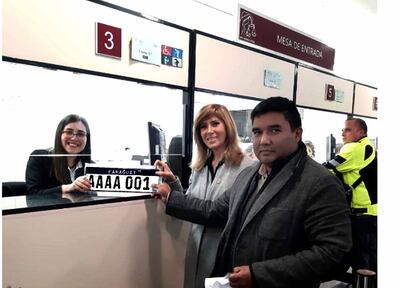 3
MESA DE ENTRADA
5
PARAGUAY
AAAA 001